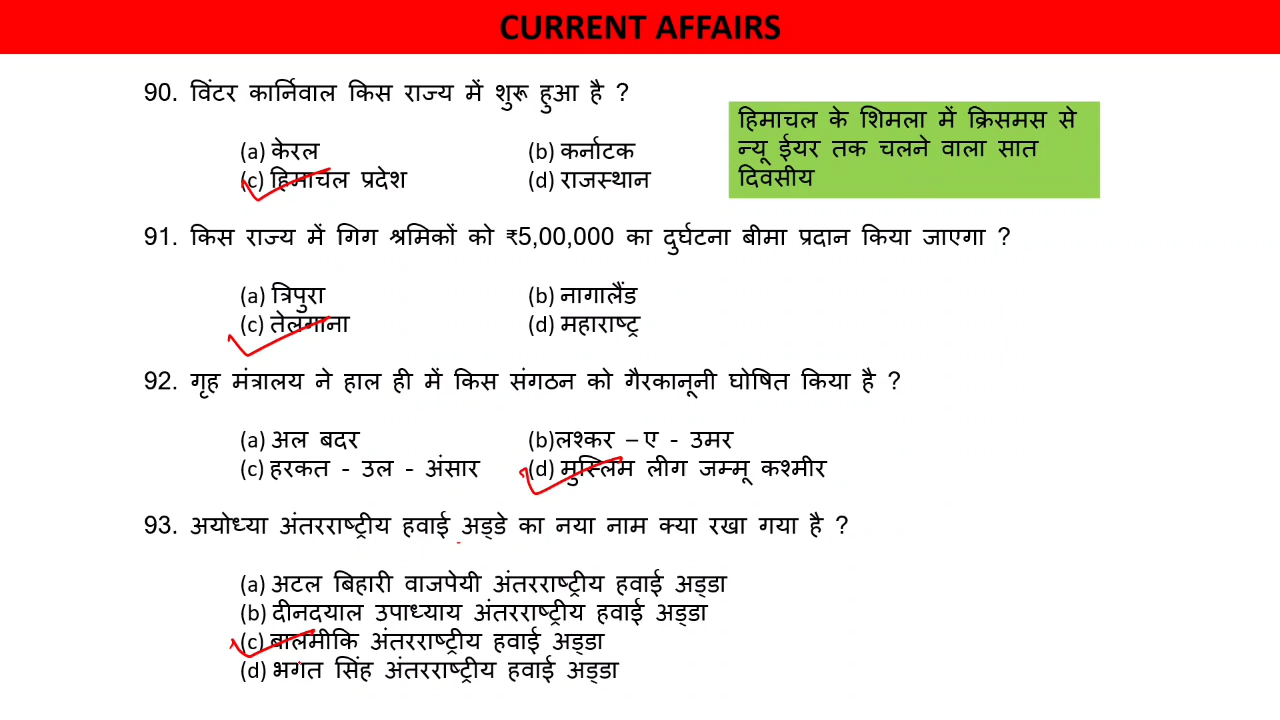 CURRENT AFFAIRS
90. विंटर कार्निवाल किस राज्य में शुरू हुआ है ?
(a) केरल (b) कर्नाटक
(c) हिमाचल प्रदेश (d) राजस्थान
हिमाचल के शिमला में क्रिसमस से
न्यू ईयर तक चलने वाला सात
दिवसीय
91. किस राज्य में गिग श्रमिकों को ₹5,00,000 का दुर्घटना बीमा प्रदान किया जाएगा ?
(a) त्रिपुरा (b) नागालैंड
(c) तेलंगाना (d) महाराष्ट्र
92. गृह मंत्रालय ने हाल ही में किस संगठन को गैरकानूनी घोषित किया है ?
(a) अल बदर (b)लश्कर – ए - उमर
(c) हरकत - उल - अंसार (d) मुस्लिम लीग जम्मू कश्मीर
93. अयोध्या अंतरराष्ट्रीय हवाई अड्डे का नया नाम क्या रखा गया है ?
(a) अटल बिहारी वाजपेयी अंतरराष्ट्रीय हवाई अड्डा
(b) दीनदयाल उपाध्याय अंतरराष्ट्रीय हवाई अड्डा
(c) बालमीकि अंतरराष्ट्रीय हवाई अड्डा
(d) भगत सिंह अंतरराष्ट्रीय हवाई अड्डा